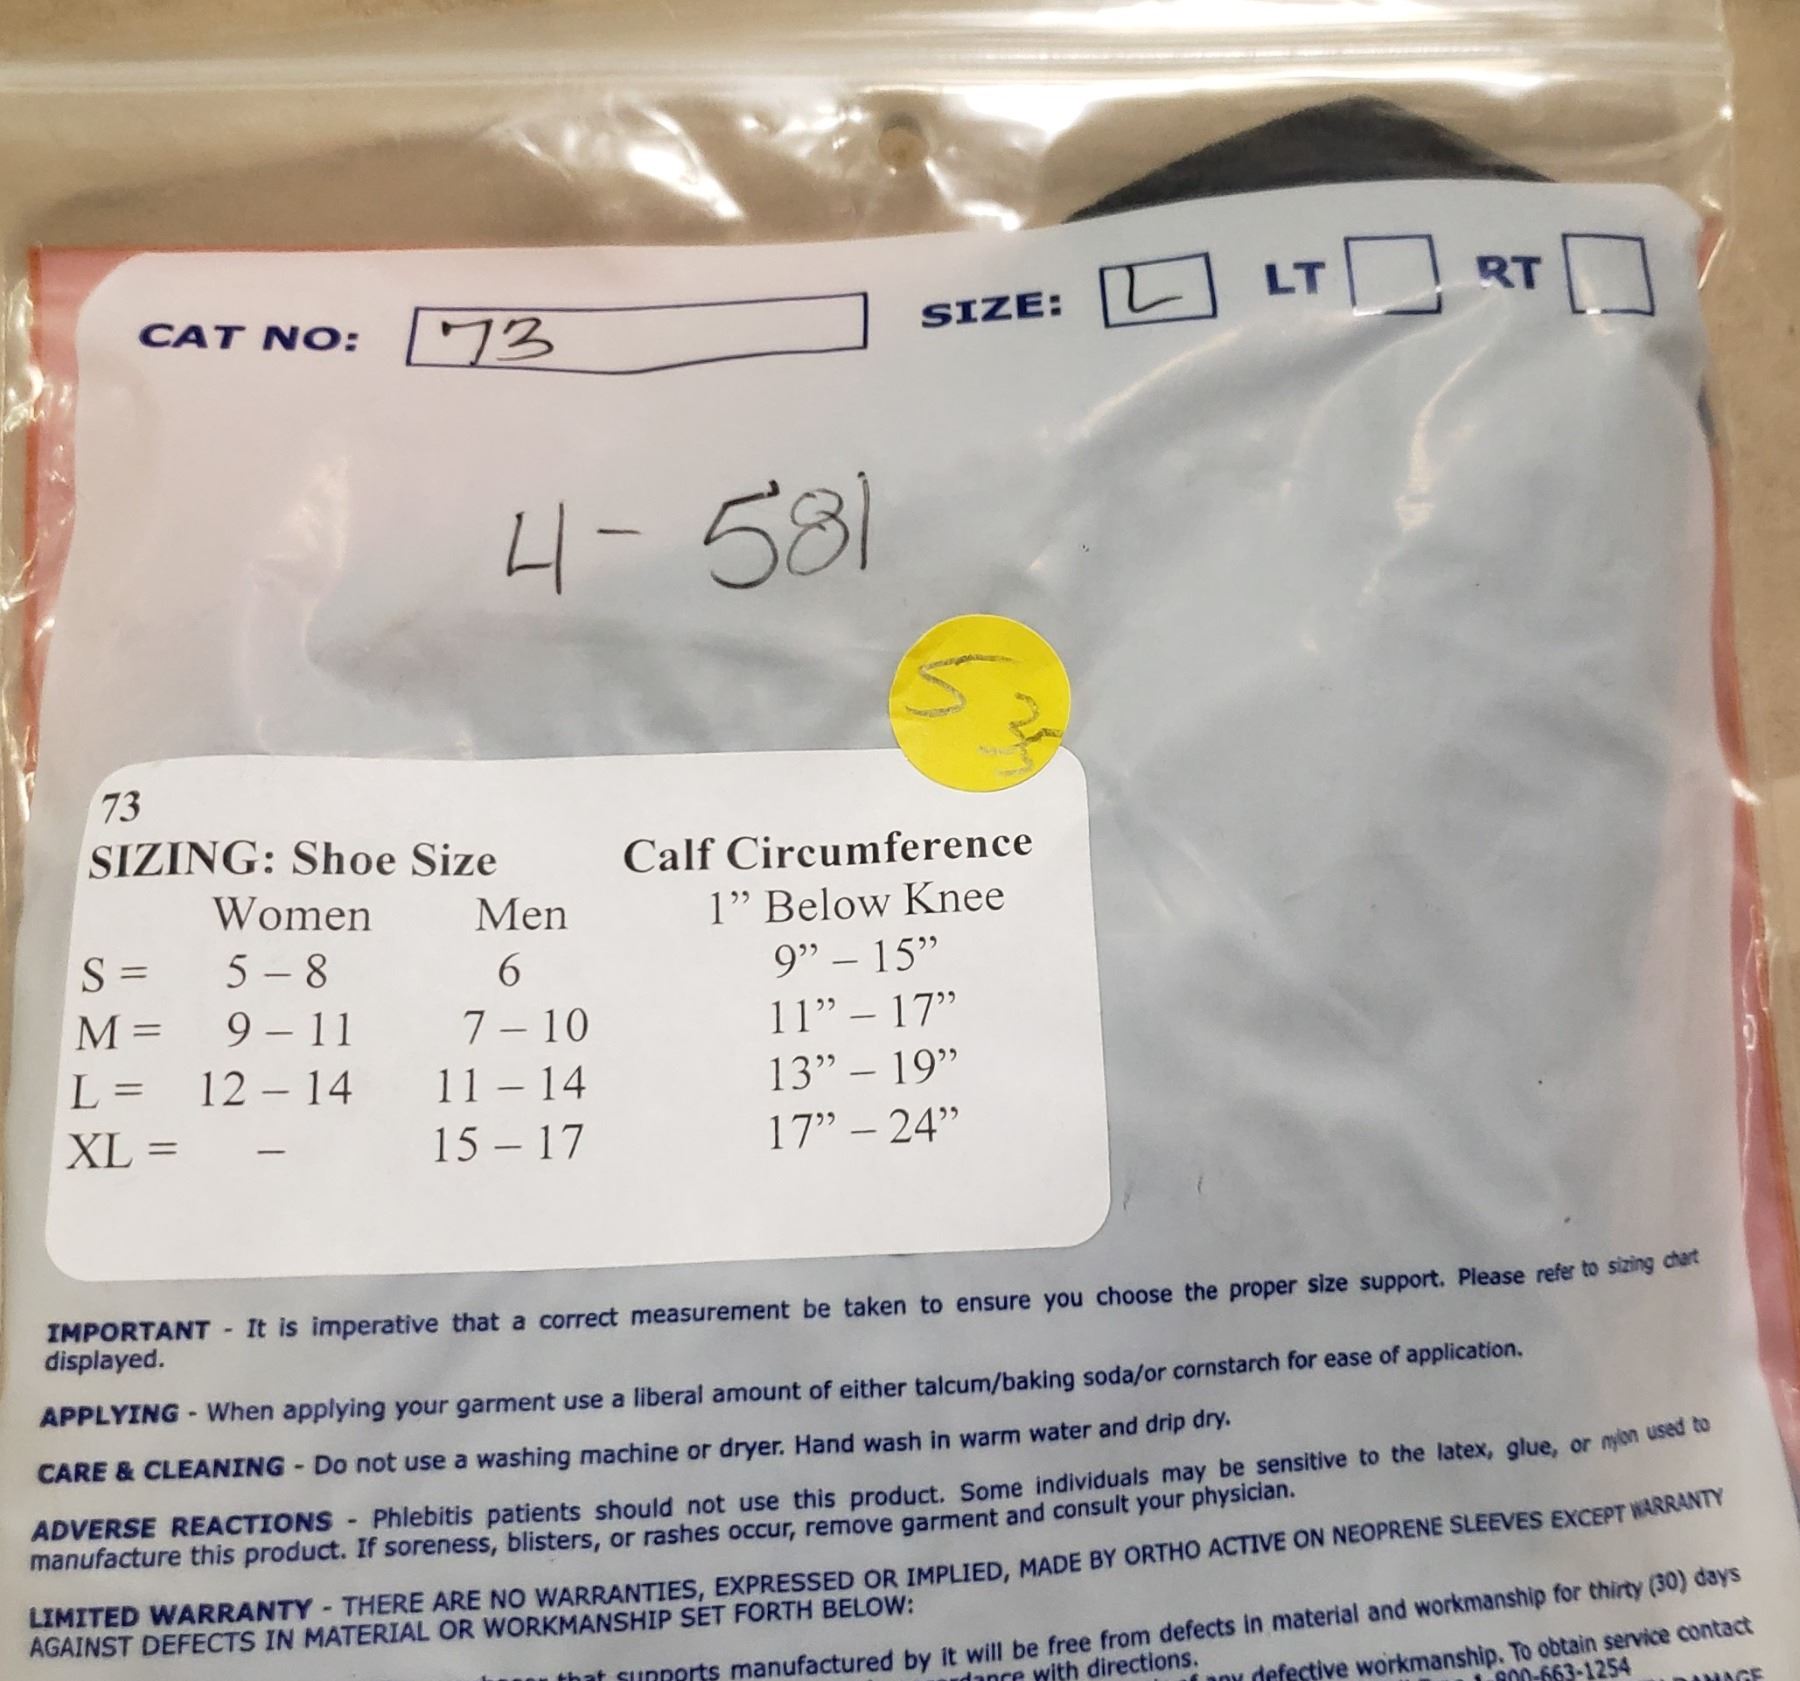 CAT NO: 73 SIZE: L LT RT
4-581
S
73
SIZING: Shoe Size Calf Circumference
Women Men 1” Below Knee
S = 5 – 8 6 9” – 15”
M = 9 – 11 7 – 10 11” – 17”
L = 12 – 14 11 – 14 13” – 19”
XL = – 15 – 17 17” – 24”
IMPORTANT - It is imperative that a correct measurement be taken to ensure you choose the proper size support. Please refer to sizing chart
displayed.
APPLYING - When applying your garment use a liberal amount of either talcum/baking soda/or cornstarch for ease of application.
CARE & CLEANING - Do not use a washing machine or dryer. Hand wash in warm water and drip dry.
ADVERSE REACTIONS - Phlebitis patients should not use this product. Some individuals may be sensitive to the latex, glue, or nylon used to
manufacture this product. If soreness, blisters, or rashes occur, remove garment and consult your physician.
LIMITED WARRANTY - THERE ARE NO WARRANTIES, EXPRESSED OR IMPLIED, MADE BY ORTHO ACTIVE ON NEOPRENE SLEEVES EXCEPT WARRANTY
AGAINST DEFECTS IN MATERIAL OR WORKMANSHIP SET FORTH BELOW:
that supports manufactured by it will be free from defects in material and workmanship for thirty (30) days
with directions.
any defective workmanship. To obtain service contact
1-800-663-1254
DAMAGE